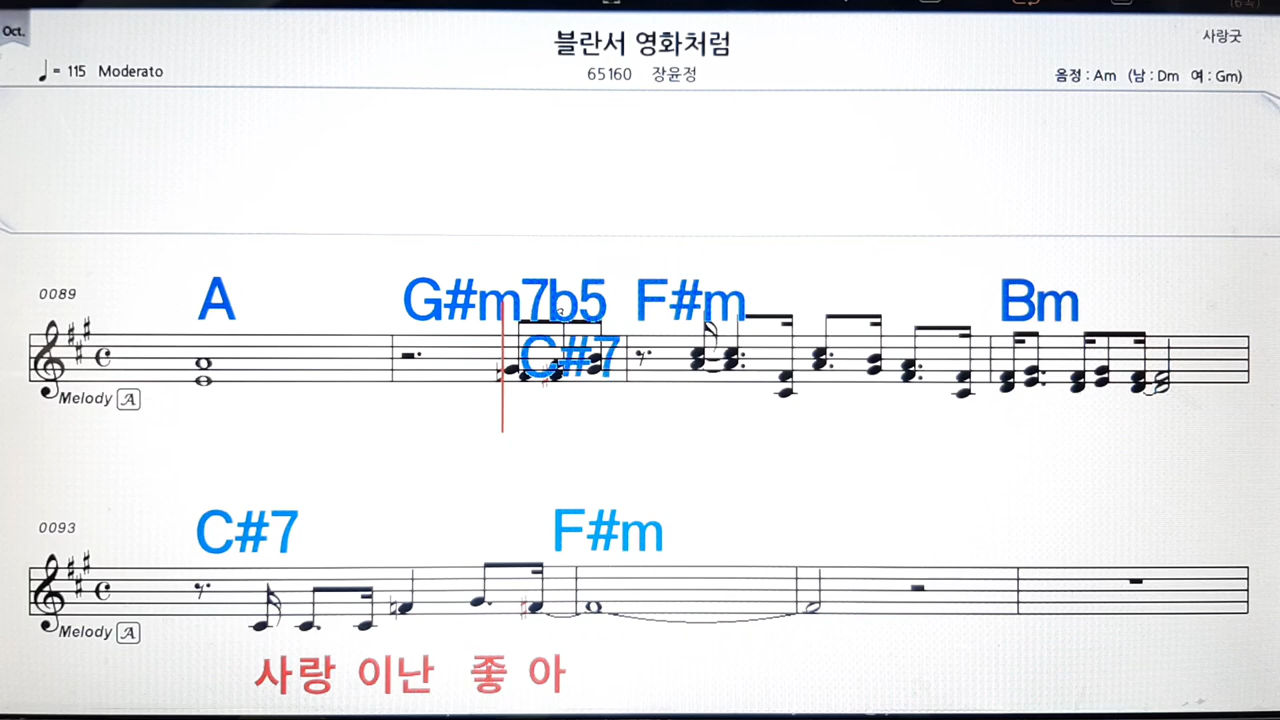 Oct.
블란서 영화처럼
사랑굿
♩= 115 Moderato
65160 장윤정
음정 : Am (남 : Dm 여 : Gm)
0089
A G#m7b5 F#m Bm
C#7
Melody A
0093
C#7 F#m
Melody A
사랑 이난 좋 아